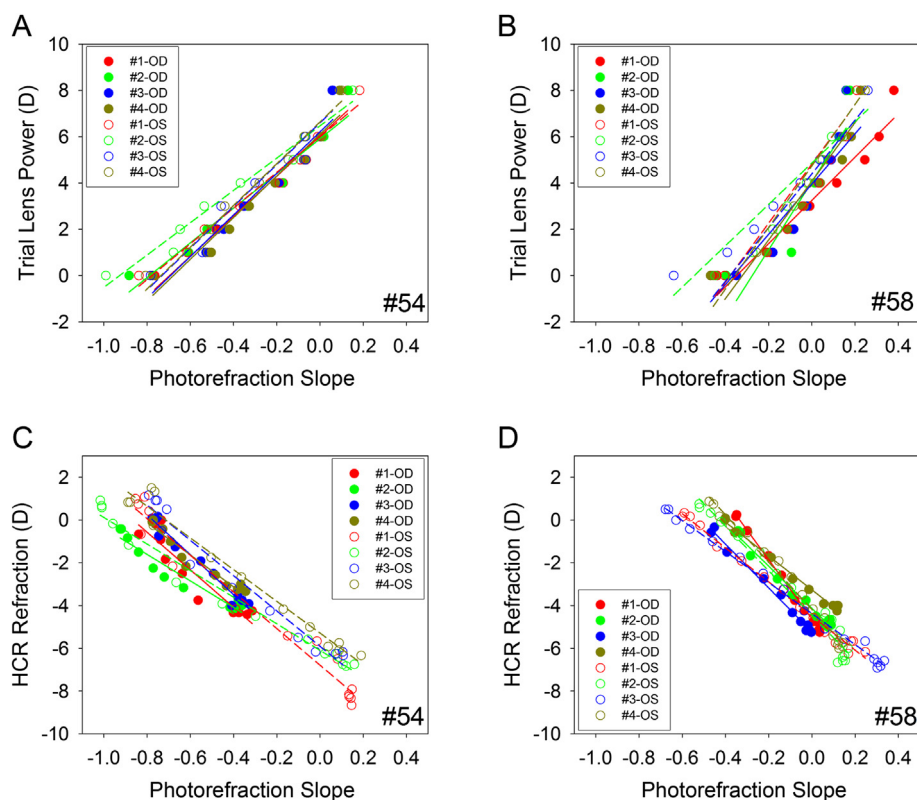 A
10
8
6
4
2
0
-2
Trial Lens Power (D)
#1-OD
#2-OD
#3-OD
#4-OD
#1-OS
#2-OS
#3-OS
#4-OS
#54
-1.0 -0.8 -0.6 -0.4 -0.2 0.0 0.2 0.4
Photorefraction Slope
B
10
8
6
4
2
0
-2
Trial Lens Power (D)
#1-OD
#2-OD
#3-OD
#4-OD
#1-OS
#2-OS
#3-OS
#4-OS
#58
-1.0 -0.8 -0.6 -0.4 -0.2 0.0 0.2 0.4
Photorefraction Slope
C
2
0
-2
-4
-6
-8
-10
HCR Refraction (D)
#1-OD
#2-OD
#3-OD
#4-OD
#1-OS
#2-OS
#3-OS
#4-OS
#54
-1.0 -0.8 -0.6 -0.4 -0.2 0.0 0.2 0.4
Photorefraction Slope
D
2
0
-2
-4
-6
-8
-10
HCR Refraction (D)
#1-OD
#2-OD
#3-OD
#4-OD
#1-OS
#2-OS
#3-OS
#4-OS
#58
-1.0 -0.8 -0.6 -0.4 -0.2 0.0 0.2 0.4
Photorefraction Slope